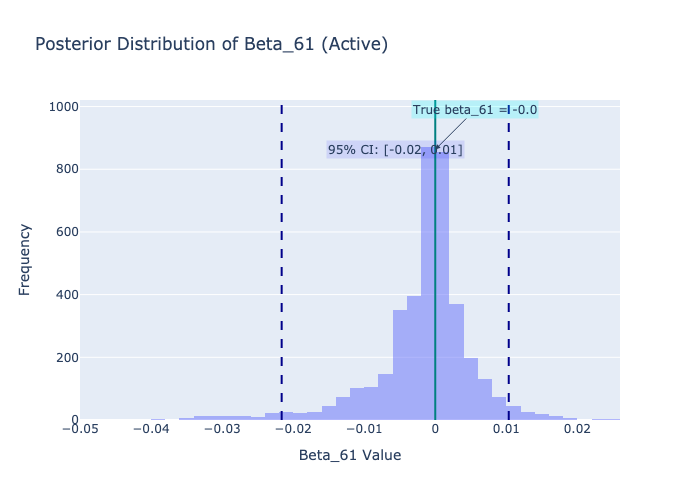 Posterior Distribution of Beta_61 (Active)
True beta_61 = -0.0
95% CI: [-0.02, 0.01]
1000
800
600
400
200
0
Frequency
−0.05 −0.04 −0.03 −0.02 −0.01 0 0.01 0.02
Beta_61 Value